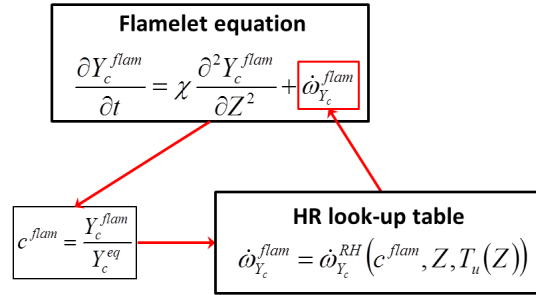 Flamelet equation
∂Y_c^{flam}/∂t = χ ∂²Y_c^{flam}/∂Z² + ω̇_{Y_c}^{flam}
c^{flam} = Y_c^{flam}/Y_c^{eq}
HR look-up table
ω̇_{Y_c}^{flam} = ω̇_{Y_c}^{RH}(c^{flam}, Z, T_u(Z))